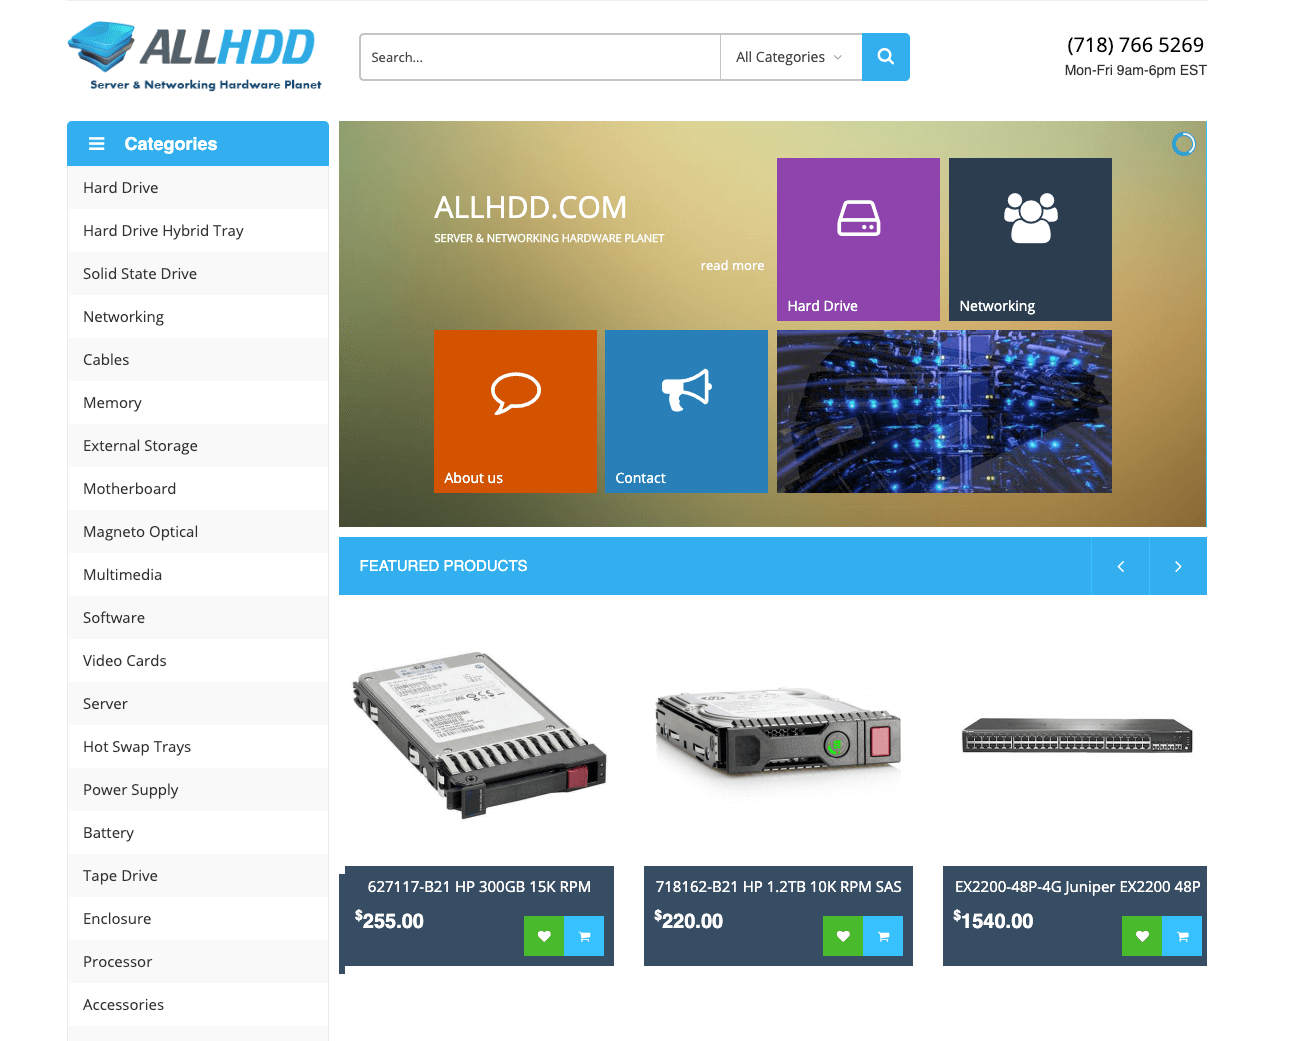 ALLHDD
Server & Networking Hardware Planet
Search...
All Categories
(718) 766 5269
Mon-Fri 9am-6pm EST
Categories
Hard Drive
Hard Drive Hybrid Tray
Solid State Drive
Networking
Cables
Memory
External Storage
Motherboard
Magneto Optical
Multimedia
Software
Video Cards
Server
Hot Swap Trays
Power Supply
Battery
Tape Drive
Enclosure
Processor
Accessories
ALLHDD.COM
SERVER & NETWORKING HARDWARE PLANET
read more
Hard Drive
Networking
About us
Contact
FEATURED PRODUCTS
627117-B21 HP 300GB 15K RPM
$255.00
718162-B21 HP 1.2TB 10K RPM SAS
$220.00
EX2200-48P-4G Juniper EX2200 48P
$1540.00